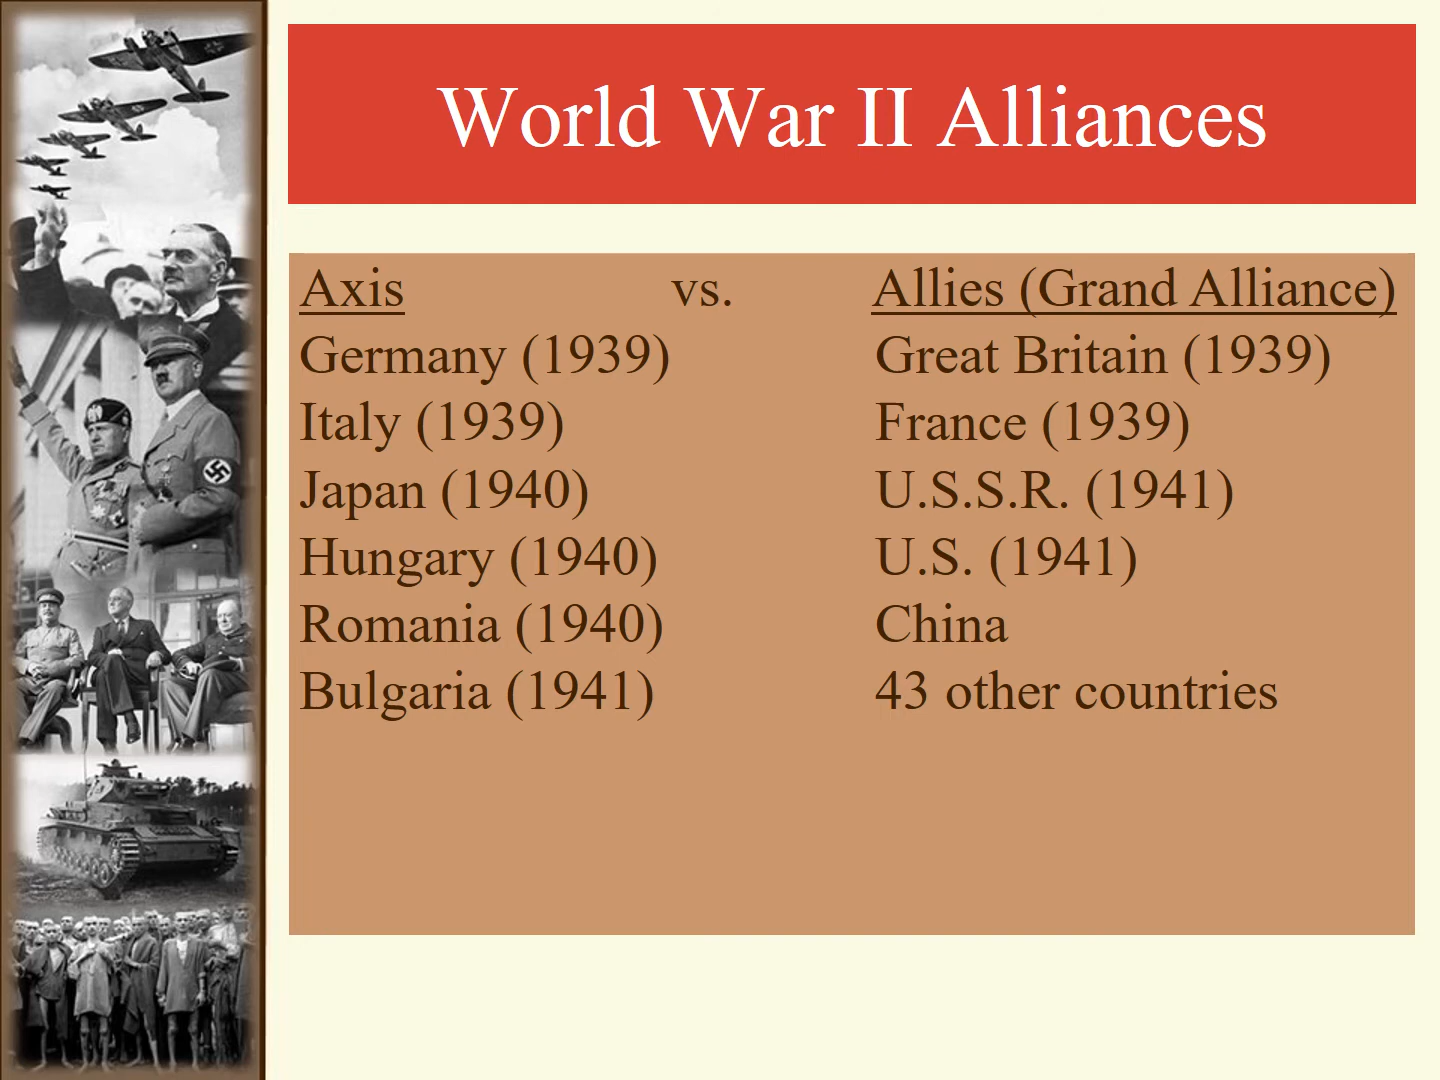 World War II Alliances
Axis vs. Allies (Grand Alliance)
Germany (1939) Great Britain (1939)
Italy (1939) France (1939)
Japan (1940) U.S.S.R. (1941)
Hungary (1940) U.S. (1941)
Romania (1940) China
Bulgaria (1941) 43 other countries